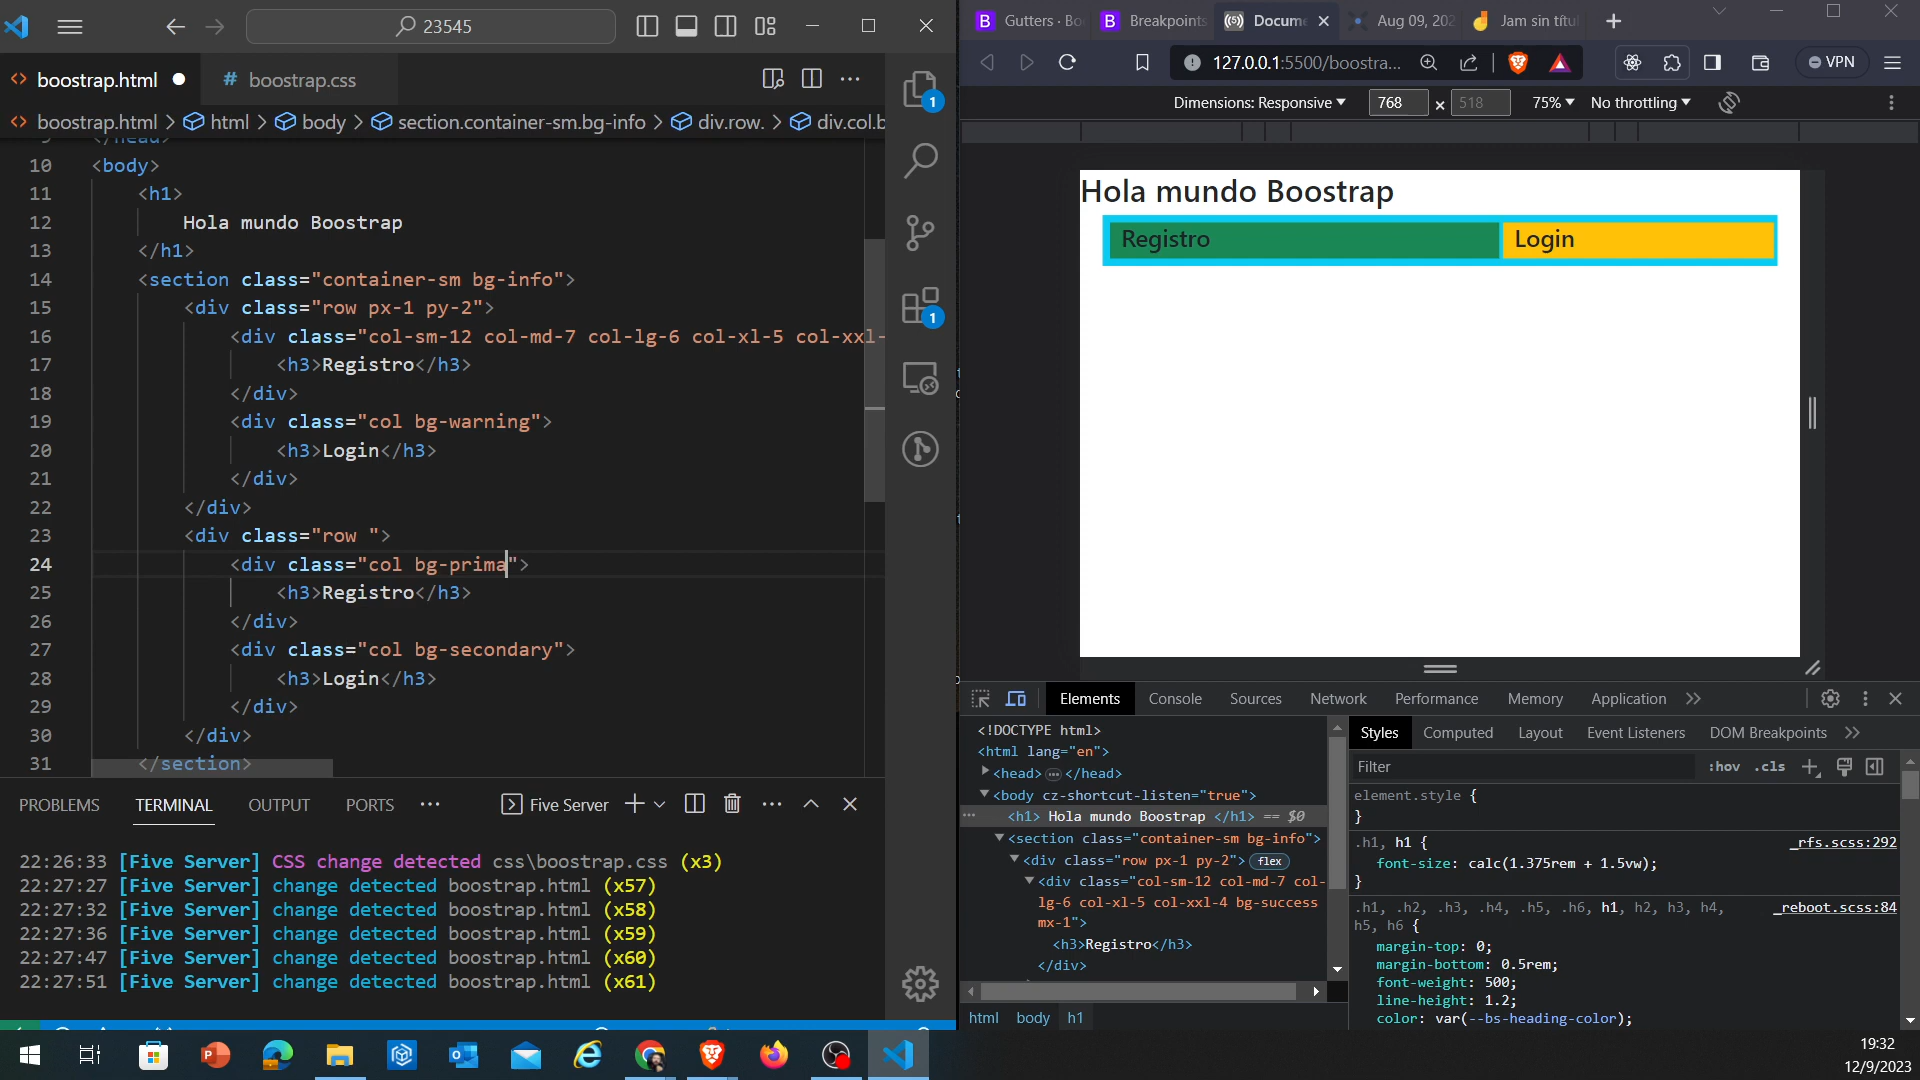 23545
boostrap.html
# boostrap.css
boostrap.html > html > body > section.container-sm.bg-info > div.row. > div.col.b
9 </head>
10 <body>
11 <h1>
12 Hola mundo Boostrap
13 </h1>
14 <section class="container-sm bg-info">
15 <div class="row px-1 py-2">
16 <div class="col-sm-12 col-md-7 col-lg-6 col-xl-5 col-xxl-
17 <h3>Registro</h3>
18 </div>
19 <div class="col bg-warning">
20 <h3>Login</h3>
21 </div>
22 </div>
23 <div class="row ">
24 <div class="col bg-prima">
25 <h3>Registro</h3>
26 </div>
27 <div class="col bg-secondary">
28 <h3>Login</h3>
29 </div>
30 </div>
31 </section>
1
1
PROBLEMS TERMINAL OUTPUT PORTS ... Five Server
22:26:33 [Five Server] CSS change detected css\boostrap.css (x3)
22:27:27 [Five Server] change detected boostrap.html (x57)
22:27:32 [Five Server] change detected boostrap.html (x58)
22:27:36 [Five Server] change detected boostrap.html (x59)
22:27:47 [Five Server] change detected boostrap.html (x60)
22:27:51 [Five Server] change detected boostrap.html (x61)
Gutters · Bo Breakpoints Docum Aug 09, 202 Jam sin títu
127.0.0.1:5500/boostra... VPN
Dimensions: Responsive 768 × 518 75% No throttling
Hola mundo Boostrap
Registro Login
Elements Console Sources Network Performance Memory Application
<!DOCTYPE html>
<html lang="en">
<head> ... </head>
<body cz-shortcut-listen="true">
... <h1> Hola mundo Boostrap </h1> == $0
<section class="container-sm bg-info">
<div class="row px-1 py-2"> flex
<div class="col-sm-12 col-md-7 col-
lg-6 col-xl-5 col-xxl-4 bg-success
mx-1">
<h3>Registro</h3>
</div>
html body h1
Styles Computed Layout Event Listeners DOM Breakpoints
Filter :hov .cls
element.style {
}
.h1, h1 { _rfs.scss:292
font-size: calc(1.375rem + 1.5vw);
}
.h1, .h2, .h3, .h4, .h5, .h6, h1, h2, h3, h4, _reboot.scss:84
h5, h6 {
margin-top: 0;
margin-bottom: 0.5rem;
font-weight: 500;
line-height: 1.2;
color: var(--bs-heading-color);
19:32
12/9/2023